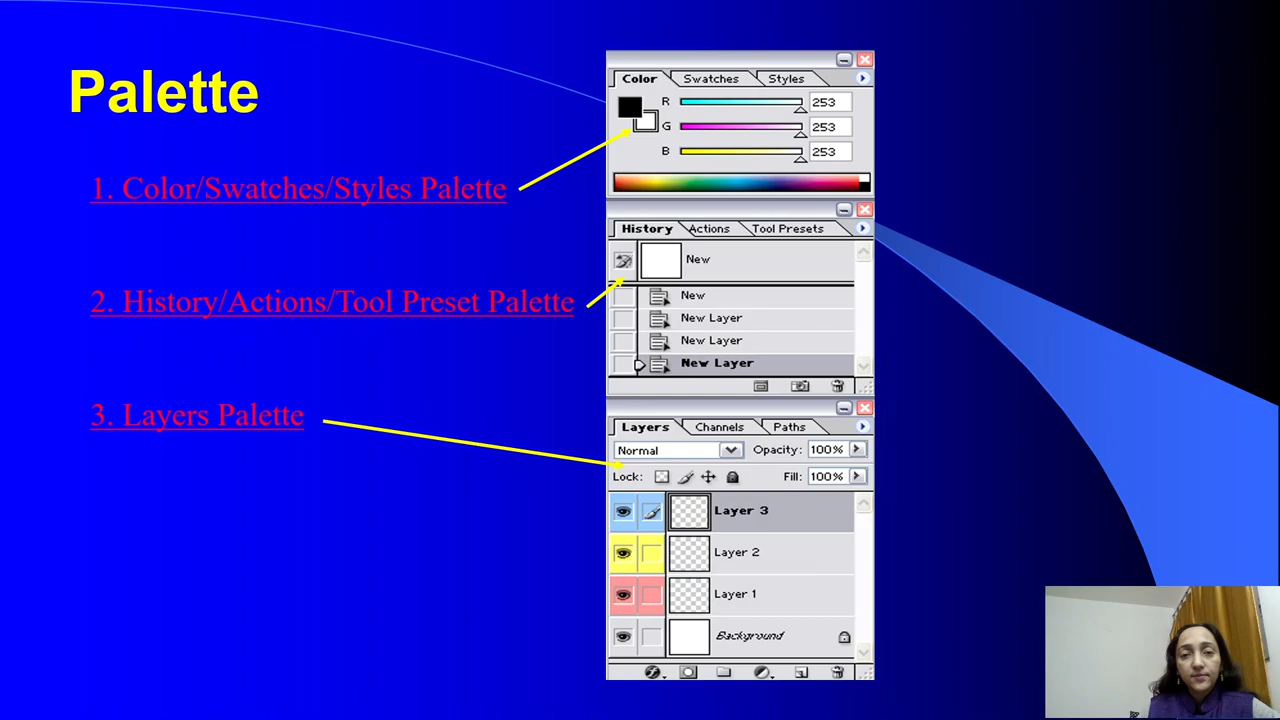 Palette
1. Color/Swatches/Styles Palette
2. History/Actions/Tool Preset Palette
3. Layers Palette
Color Swatches Styles
R 253
G 253
B 253
History Actions Tool Presets
New
New
New Layer
New Layer
New Layer
Layers Channels Paths
Normal Opacity: 100%
Lock: Fill: 100%
Layer 3
Layer 2
Layer 1
Background